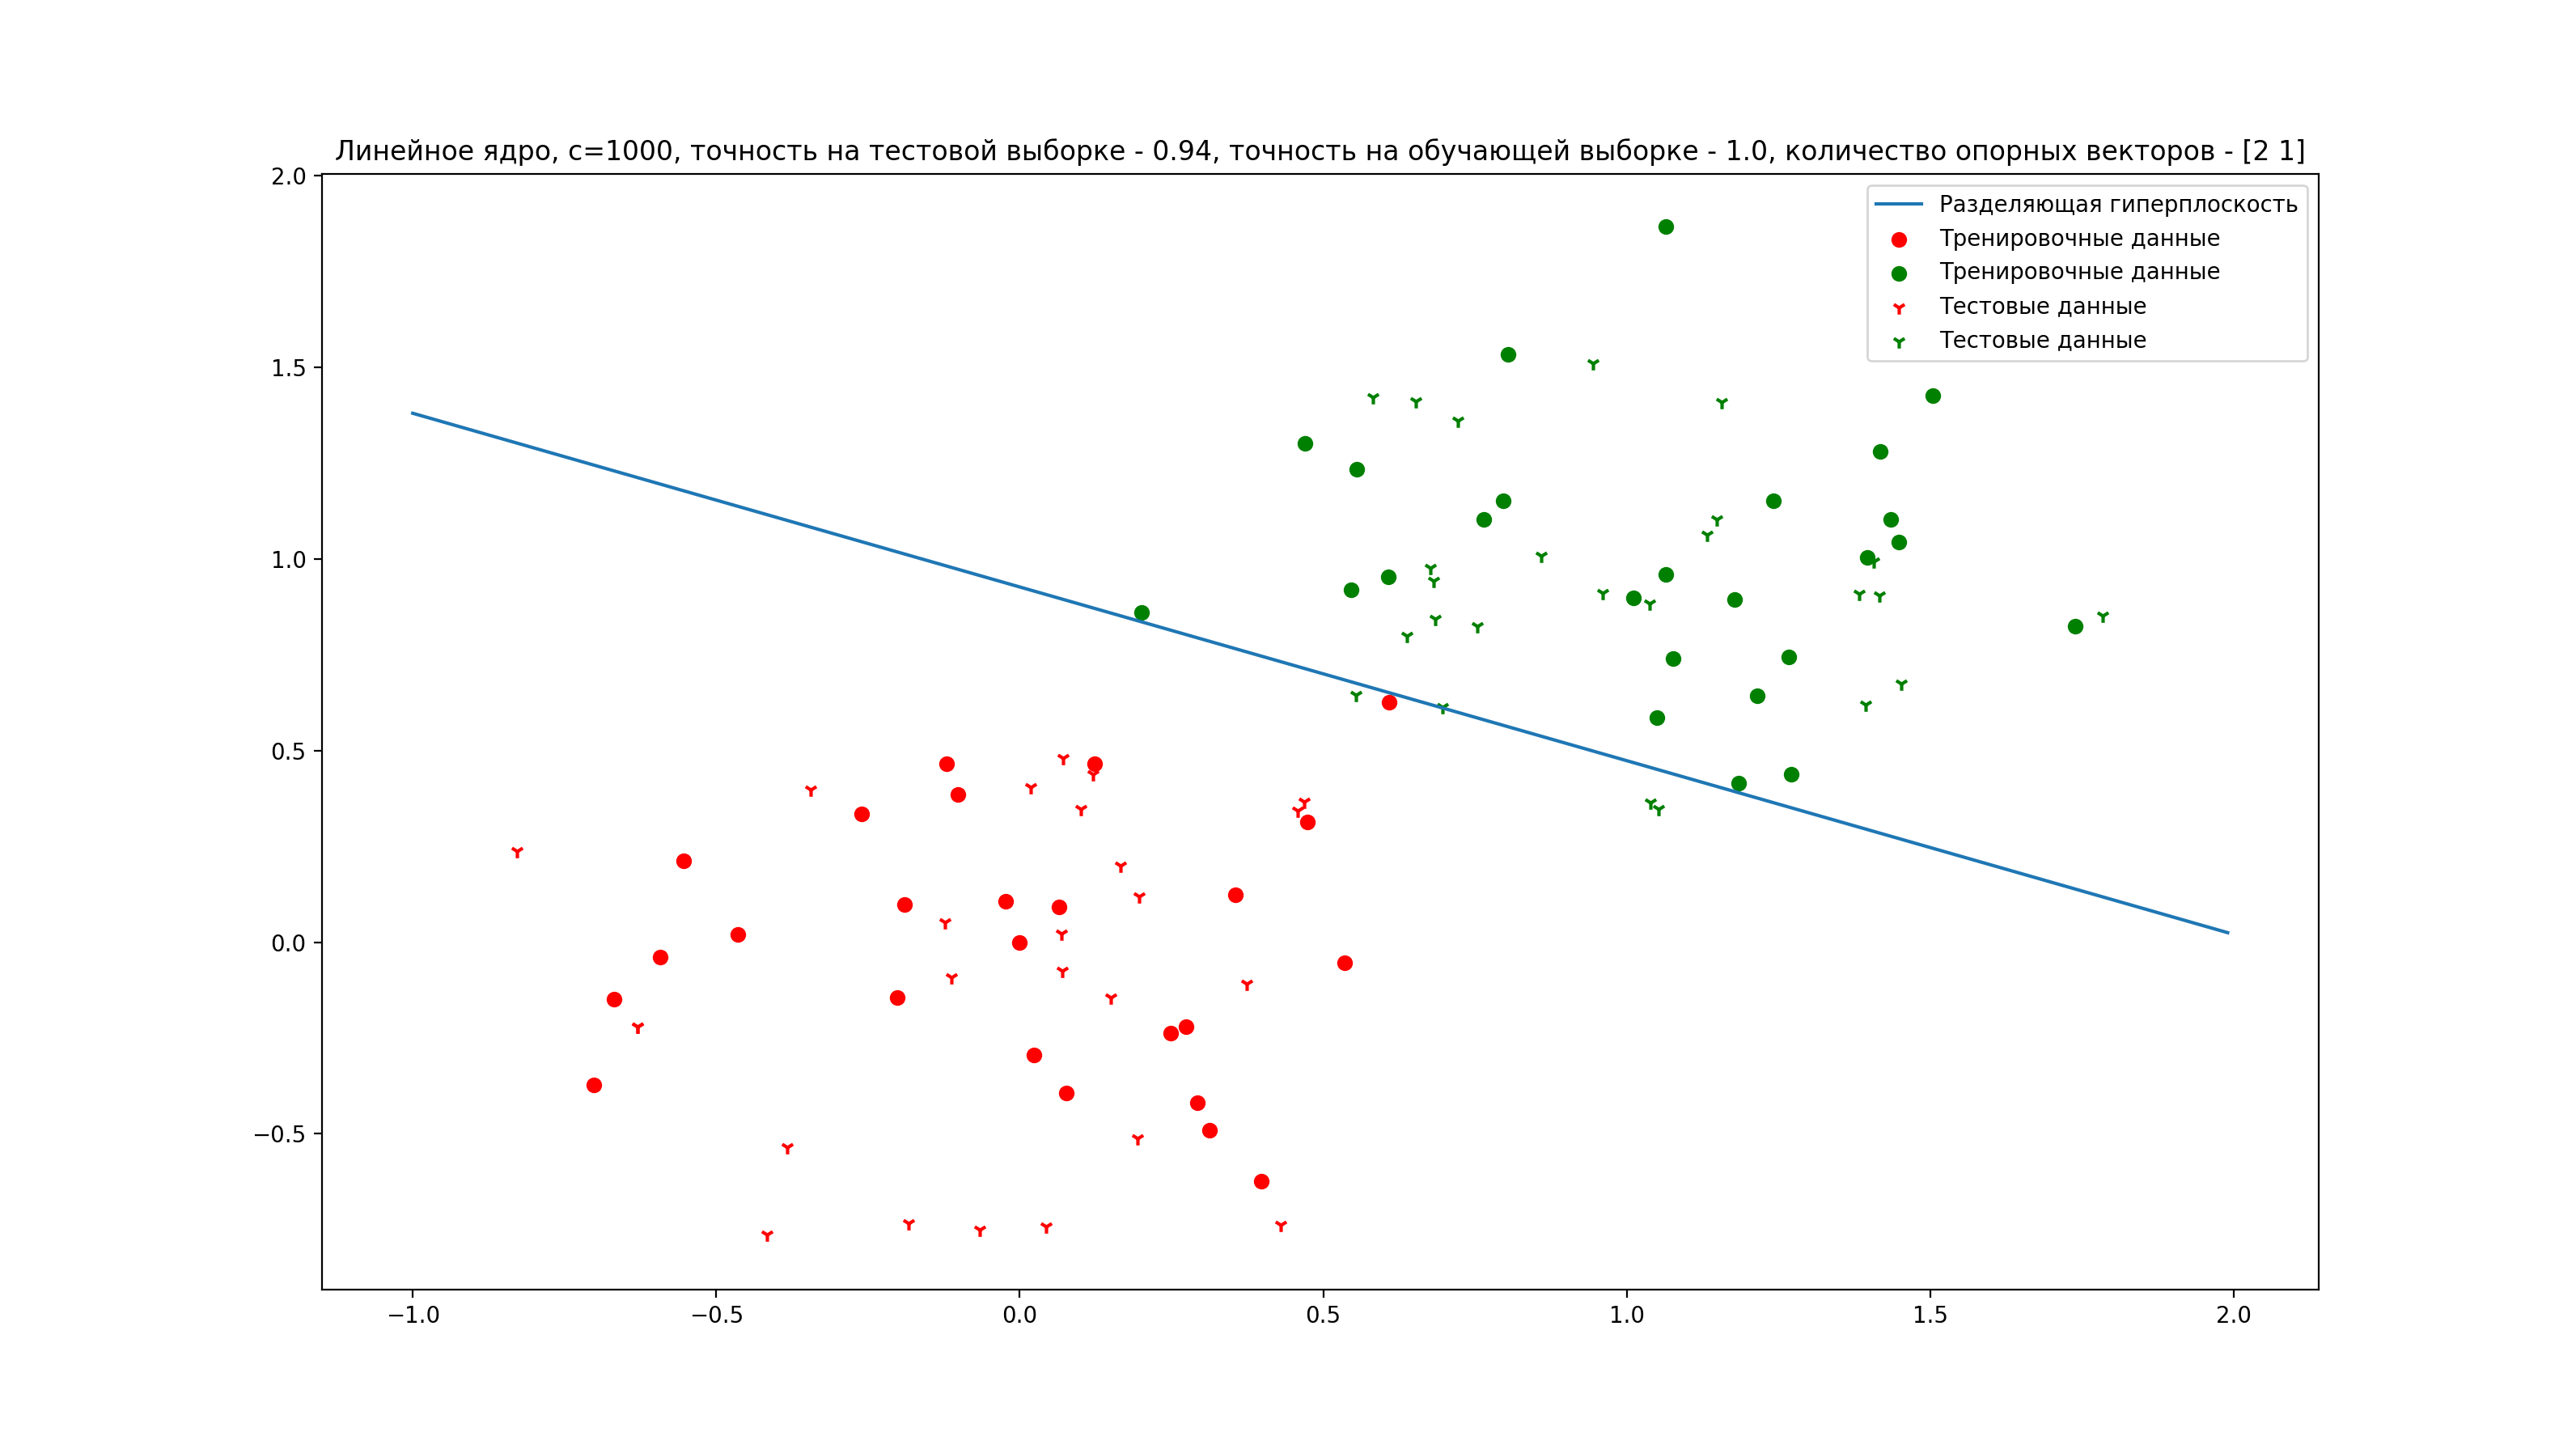 Линейное ядро, c=1000, точность на тестовой выборке - 0.94, точность на обучающей выборке - 1.0, количество опорных векторов - [2 1]
Разделяющая гиперплоскость
Тренировочные данные
Тренировочные данные
Тестовые данные
Тестовые данные
2.0
1.5
1.0
0.5
0.0
−0.5
−1.0 −0.5 0.0 0.5 1.0 1.5 2.0